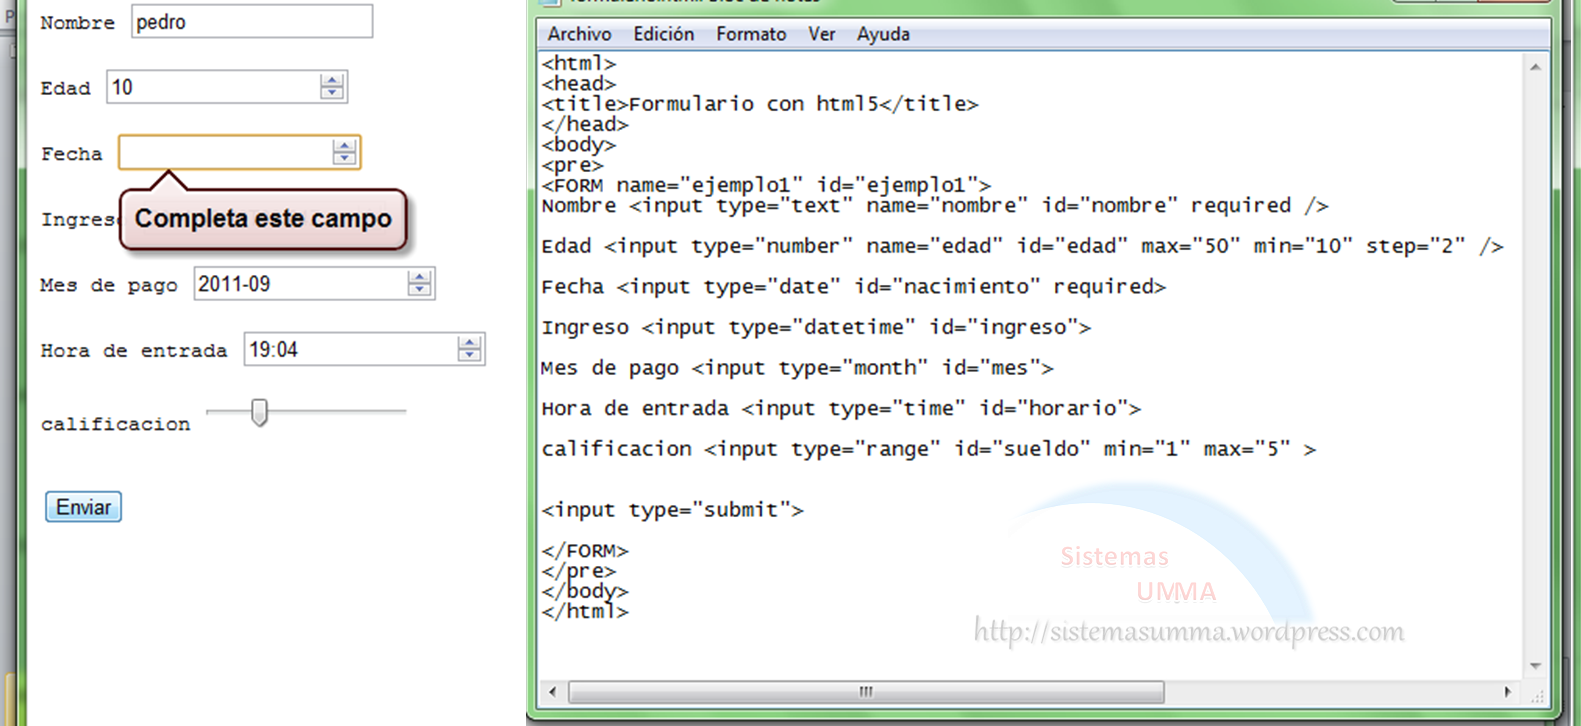 Nombre pedro
Edad 10
Fecha
Completa este campo
Ingreso
Mes de pago 2011-09
Hora de entrada 19:04
calificacion
Enviar
Archivo Edición Formato Ver Ayuda
<html>
<head>
<title>Formulario con html5</title>
</head>
<body>
<pre>
<FORM name="ejemplo1" id="ejemplo1">
Nombre <input type="text" name="nombre" id="nombre" required />
Edad <input type="number" name="edad" id="edad" max="50" min="10" step="2" />
Fecha <input type="date" id="nacimiento" required>
Ingreso <input type="datetime" id="ingreso">
Mes de pago <input type="month" id="mes">
Hora de entrada <input type="time" id="horario">
calificacion <input type="range" id="sueldo" min="1" max="5" >
<input type="submit">
</FORM>
</pre>
</body>
</html>
Sistemas
UMMA
http://sistemasumma.wordpress.com